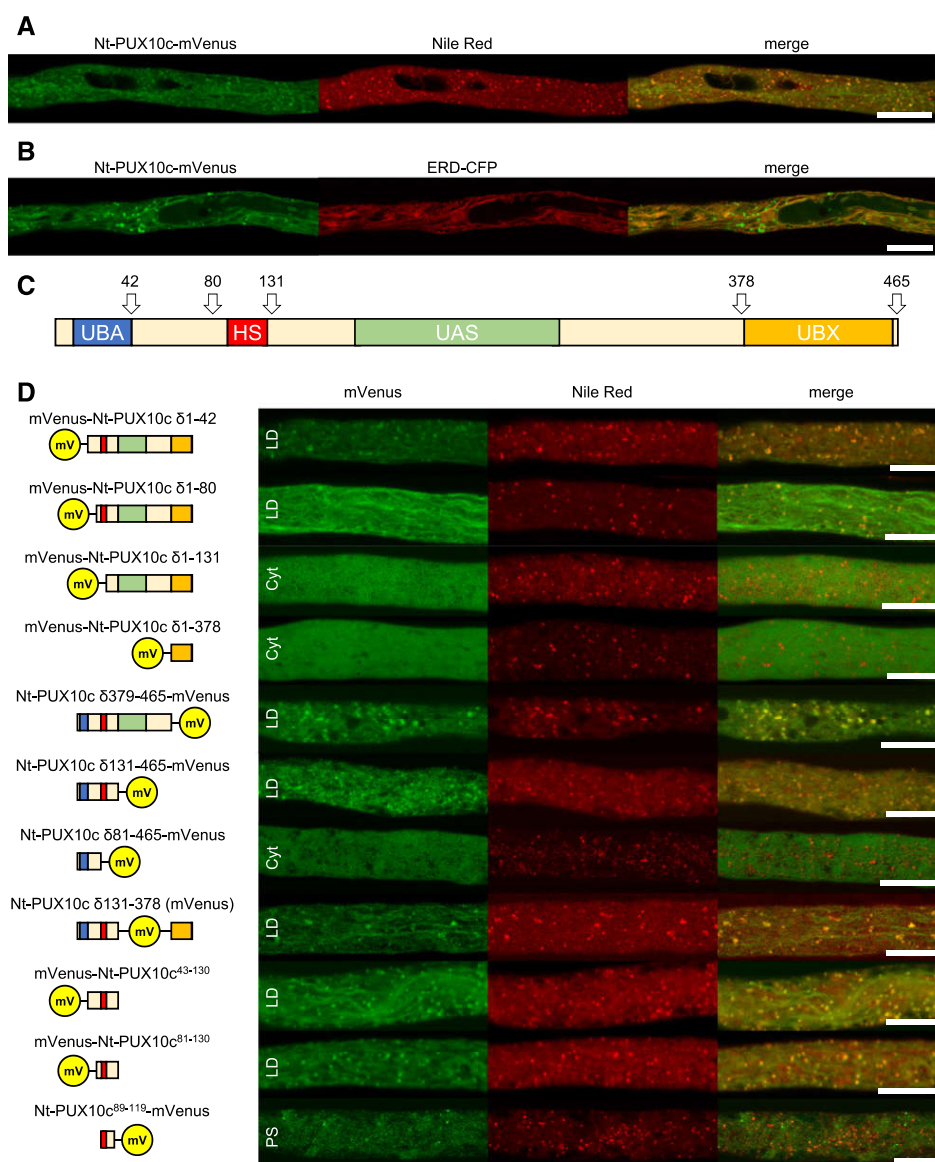 A
Nt-PUX10c-mVenus Nile Red merge
B
Nt-PUX10c-mVenus ERD-CFP merge
C
42 80 131 378 465
UBA HS UAS UBX
D
mVenus Nile Red merge
mVenus-Nt-PUX10c δ1-42
mV
LD
mVenus-Nt-PUX10c δ1-80
mV
LD
mVenus-Nt-PUX10c δ1-131
mV
Cyt
mVenus-Nt-PUX10c δ1-378
mV
Cyt
Nt-PUX10c δ379-465-mVenus
mV
LD
Nt-PUX10c δ131-465-mVenus
mV
LD
Nt-PUX10c δ81-465-mVenus
mV
Cyt
Nt-PUX10c δ131-378 (mVenus)
mV
LD
mVenus-Nt-PUX10c⁴³⁻¹³⁰
mV
LD
mVenus-Nt-PUX10c⁸¹⁻¹³⁰
mV
LD
Nt-PUX10c⁸⁹⁻¹¹⁹-mVenus
mV
PS